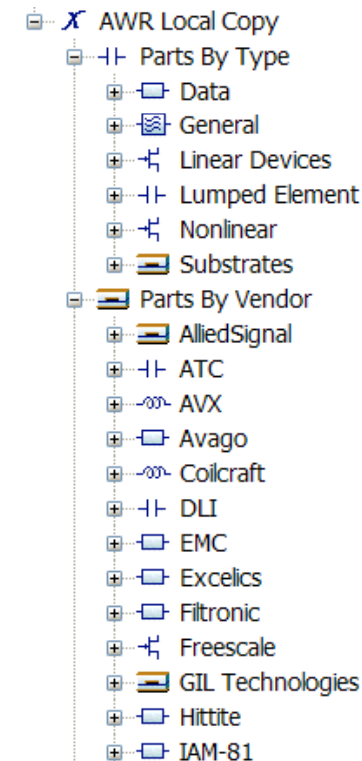 AWR Local Copy
Parts By Type
Data
General
Linear Devices
Lumped Element
Nonlinear
Substrates
Parts By Vendor
AlliedSignal
ATC
AVX
Avago
Coilcraft
DLI
EMC
Excelics
Filtronic
Freescale
GIL Technologies
Hittite
IAM-81